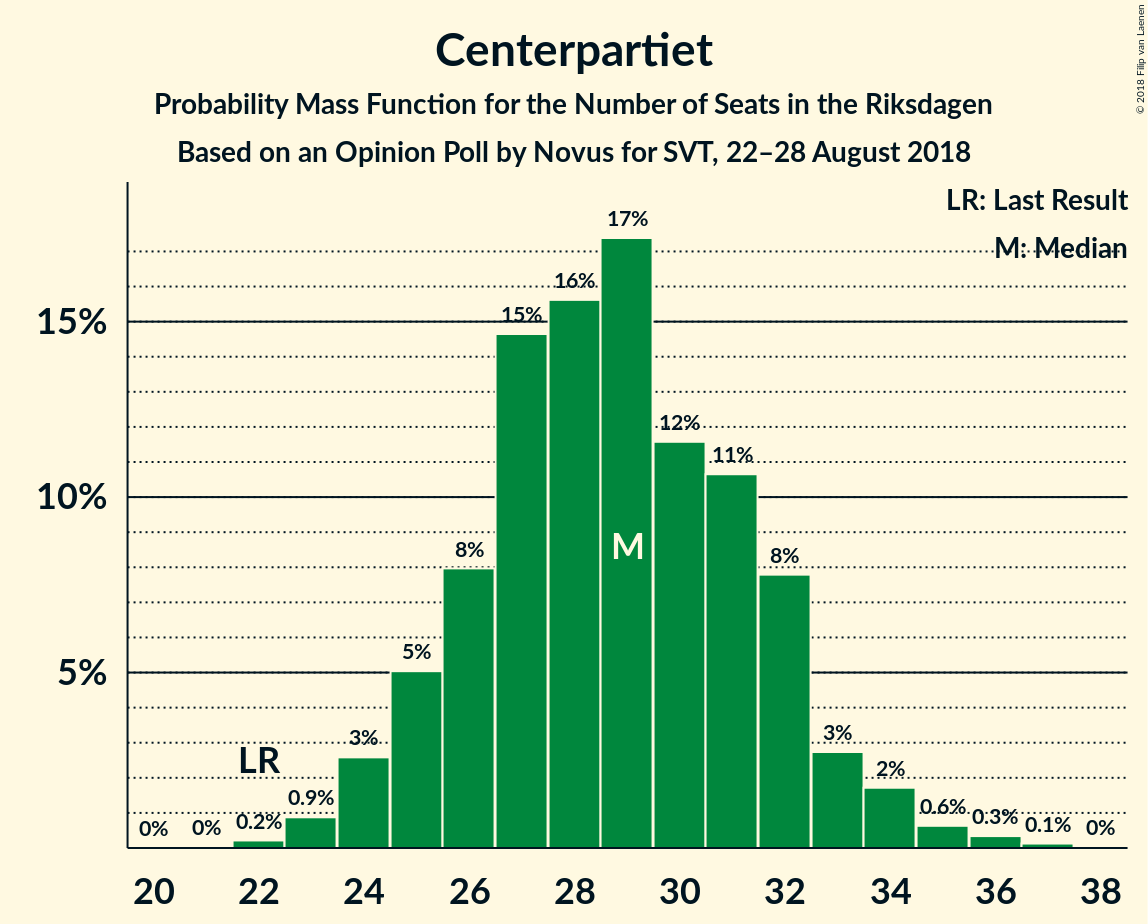 Centerpartiet
Probability Mass Function for the Number of Seats in the Riksdagen
Based on an Opinion Poll by Novus for SVT, 22–28 August 2018
© 2018 Filip van Laenen
LR: Last Result
M: Median
17%
16%
15%
15%
12%
11%
10%
M
8%
8%
5%
5%
3%
3%
LR
2%
0.9%
0.6%
0.3%
0.2%
0.1%
0%
0%
0%
20 22 24 26 28 30 32 34 36 38